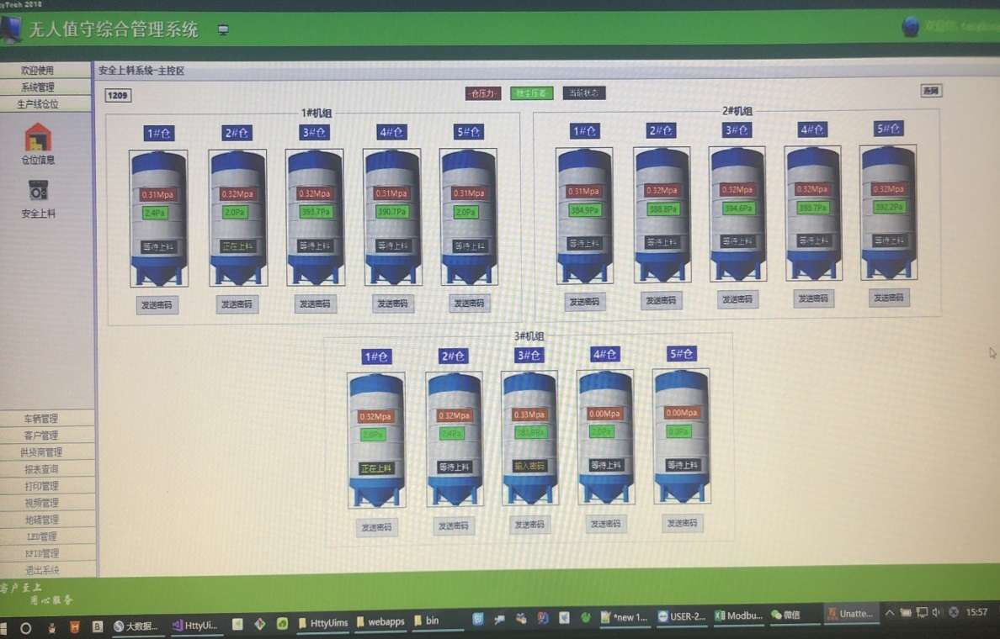 Tech 2018
无人值守综合管理系统
欢迎使用
系统管理
生产线仓位
仓位信息
安全上料
安全上料系统-主控区
1209
-仓压力-
当前状态
1#机组
1#仓 2#仓 3#仓 4#仓 5#仓
0.31Mpa 0.32Mpa 0.32Mpa 0.31Mpa 0.31Mpa
2.4Pa 2.0Pa 393.7Pa 390.7Pa 2.0Pa
等待上料 正在上料 等待上料 等待上料 等待上料
发送密码 发送密码 发送密码 发送密码 发送密码
2#机组
1#仓 2#仓 3#仓 4#仓 5#仓
0.31Mpa 0.32Mpa 0.32Mpa 0.32Mpa 0.32Mpa
384.9Pa 388.8Pa 394.6Pa 393.7Pa 392.2Pa
等待上料 等待上料 等待上料 等待上料 等待上料
发送密码 发送密码 发送密码 发送密码 发送密码
3#机组
1#仓 2#仓 3#仓 4#仓 5#仓
0.32Mpa 0.32Mpa 0.33Mpa 0.00Mpa 0.00Mpa
2.4Pa 2.0Pa 0.0Pa
正在上料 等待上料 输入密码 等待上料 等待上料
发送密码 发送密码 发送密码 发送密码 发送密码
车辆管理
客户管理
供货商管理
报表查询
打印管理
视频管理
地磅管理
LED管理
RFID管理
退出系统
客户至上
用心服务
大数据... HttyUi... HttyUims webapps bin *new 1... USER-2... Modbu... 微信 Unatte... 15:57